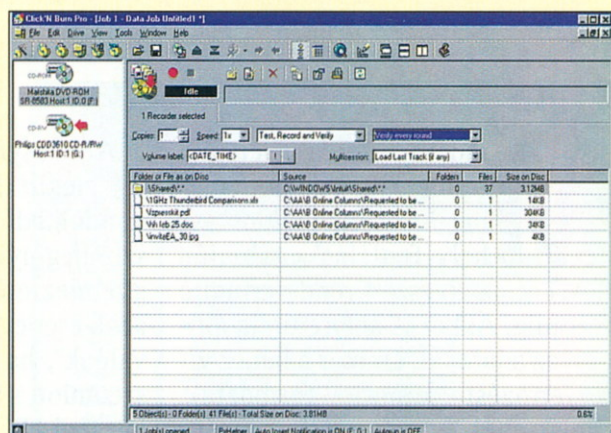 Click'N Burn Pro - [Job 1 - Data Job Untitled1 *]
File Edit Drive View Tools Window Help
CD-ROM
Matshita DVD-ROM
SR-8583 Host:1 ID:0 (F:)
CD-RW
Philips CDD3610 CD-R/RW
Host:1 ID:1 (G:)
Idle
1 Recorder selected
Copies: 1 Speed: 1x Test, Record and Verify Verify every round
Volume label: <DATE_TIME> ! ... Multisession: Load Last Track (if any)
Folder or File as on Disc Source Folders Files Size on Disc
\Shared\*.* C:\WINDOWS\Intuit\Shared\*.* 0 37 3.12MB
\1GHz Thunderbird Comparisons.xls C:\AA\B Online Columns\Requested to be ... 0 1 14KB
C:\AA\B Online Columns\Requested to be ... 0 1 304KB
\hh feb 25.doc C:\AA\B Online Columns\Requested to be ... 0 1 34KB
\inviteEA_30.jpg C:\AA\B Online Columns\Requested to be ... 0 1 4KB
5 Object(s) - 0 Folder(s) 41 File(s) - Total Size on Disc: 3.81MB 0.6%
1 Job(s) opened Auto Insert Notification is ON (F: G:) Autorun is OFF